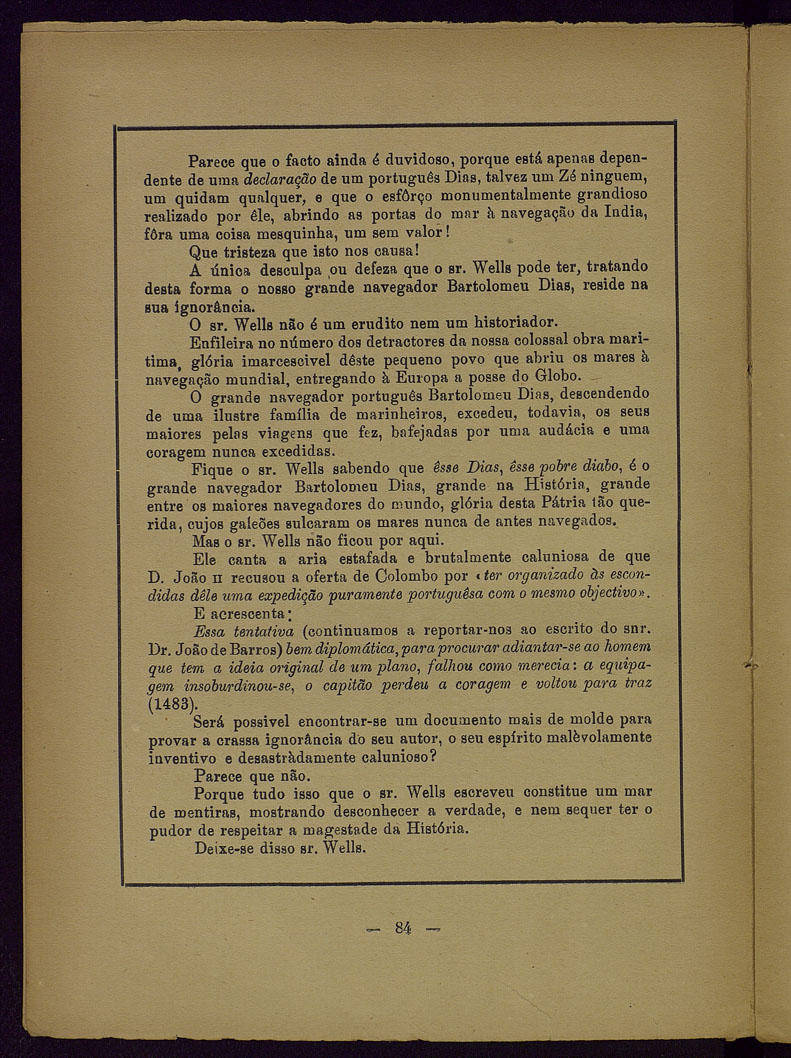 Parece que o facto ainda é duvidoso, porque está apenas depen-
dente de uma declaração de um português Dias, talvez um Zé ninguem,
um quidam qualquer, e que o esfôrço monumentalmente grandioso
realizado por êle, abrindo as portas do mar à navegação da India,
fôra uma coisa mesquinha, um sem valor!
Que tristeza que isto nos causa!
A única desculpa ou defeza que o sr. Wells pode ter, tratando
desta forma o nosso grande navegador Bartolomeu Dias, reside na
sua ignorância.
O sr. Wells não é um erudito nem um historiador.
Enfileira no número dos detractores da nossa colossal obra mari-
tima, glória imarcescivel dêste pequeno povo que abriu os mares à
navegação mundial, entregando à Europa a posse do Globo.
O grande navegador português Bartolomeu Dias, descendendo
de uma ilustre família de marinheiros, excedeu, todavia, os seus
maiores pelas viagens que fez, bafejadas por uma audácia e uma
coragem nunca excedidas.
Fique o sr. Wells sabendo que êsse Dias, êsse pobre diabo, é o
grande navegador Bartolomeu Dias, grande na História, grande
entre os maiores navegadores do mundo, glória desta Pátria tão que-
rida, cujos galeões sulcaram os mares nunca de antes navegados.
Mas o sr. Wells não ficou por aqui.
Ele canta a aria estafada e brutalmente caluniosa de que
D. João II recusou a oferta de Colombo por «ter organizado às escon-
didas dêle uma expedição puramente portuguêsa com o mesmo objectivo».
E acrescenta:
Essa tentativa (continuamos a reportar-nos ao escrito do snr.
Dr. João de Barros) bem diplomática, para procurar adiantar-se ao homem
que tem a ideia original de um plano, falhou como merecia: a equipa-
gem insoburdinou-se, o capitão perdeu a coragem e voltou para traz
(1483).
Será possivel encontrar-se um documento mais de molde para
provar a crassa ignorância do seu autor, o seu espírito malèvolamente
inventivo e desastràdamente calunioso?
Parece que não.
Porque tudo isso que o sr. Wells escreveu constitue um mar
de mentiras, mostrando desconhecer a verdade, e nem sequer ter o
pudor de respeitar a magestade da História.
Deixe-se disso sr. Wells.
— 84 —